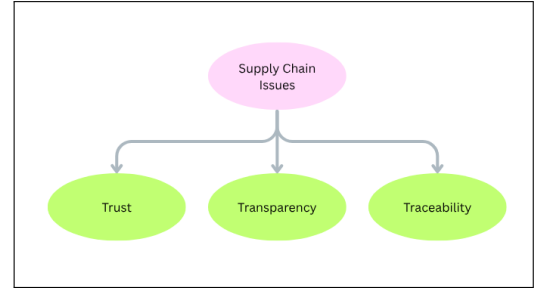 Supply Chain
Issues
Trust
Transparency
Traceability